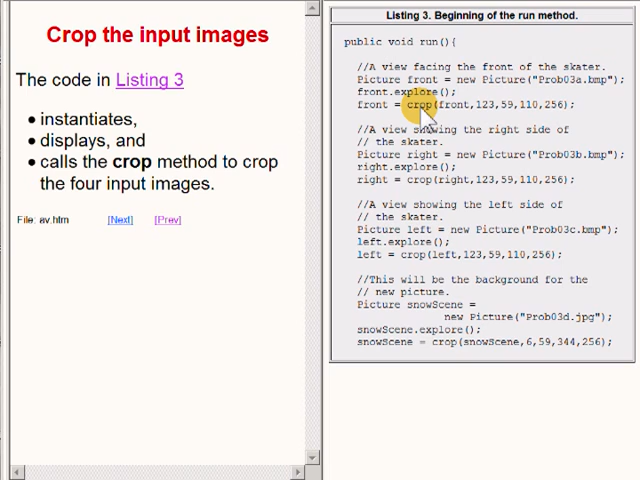 Crop the input images
The code in Listing 3
● instantiates,
● displays, and
● calls the crop method to crop
the four input images.
File: av.htm [Next] [Prev]
Listing 3. Beginning of the run method.
public void run(){
//A view facing the front of the skater.
Picture front = new Picture("Prob03a.bmp");
front.explore();
front = crop(front,123,59,110,256);
//A view showing the right side of
// the skater.
Picture right = new Picture("Prob03b.bmp");
right.explore();
right = crop(right,123,59,110,256);
//A view showing the left side of
// the skater.
Picture left = new Picture("Prob03c.bmp");
left.explore();
left = crop(left,123,59,110,256);
//This will be the background for the
// new picture.
Picture snowScene =
new Picture("Prob03d.jpg");
snowScene.explore();
snowScene = crop(snowScene,6,59,344,256);